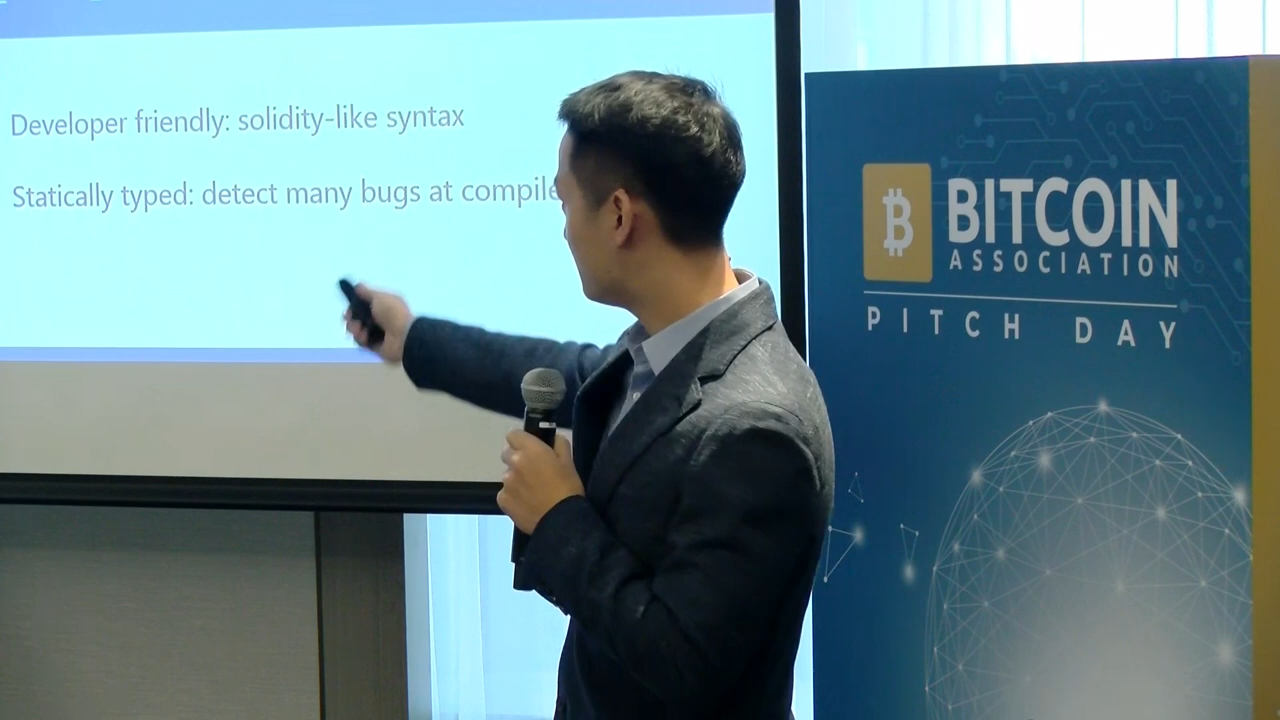 Developer friendly: solidity-like syntax
Statically typed: detect many bugs at compile
BITCOIN
ASSOCIATION
PITCH DAY